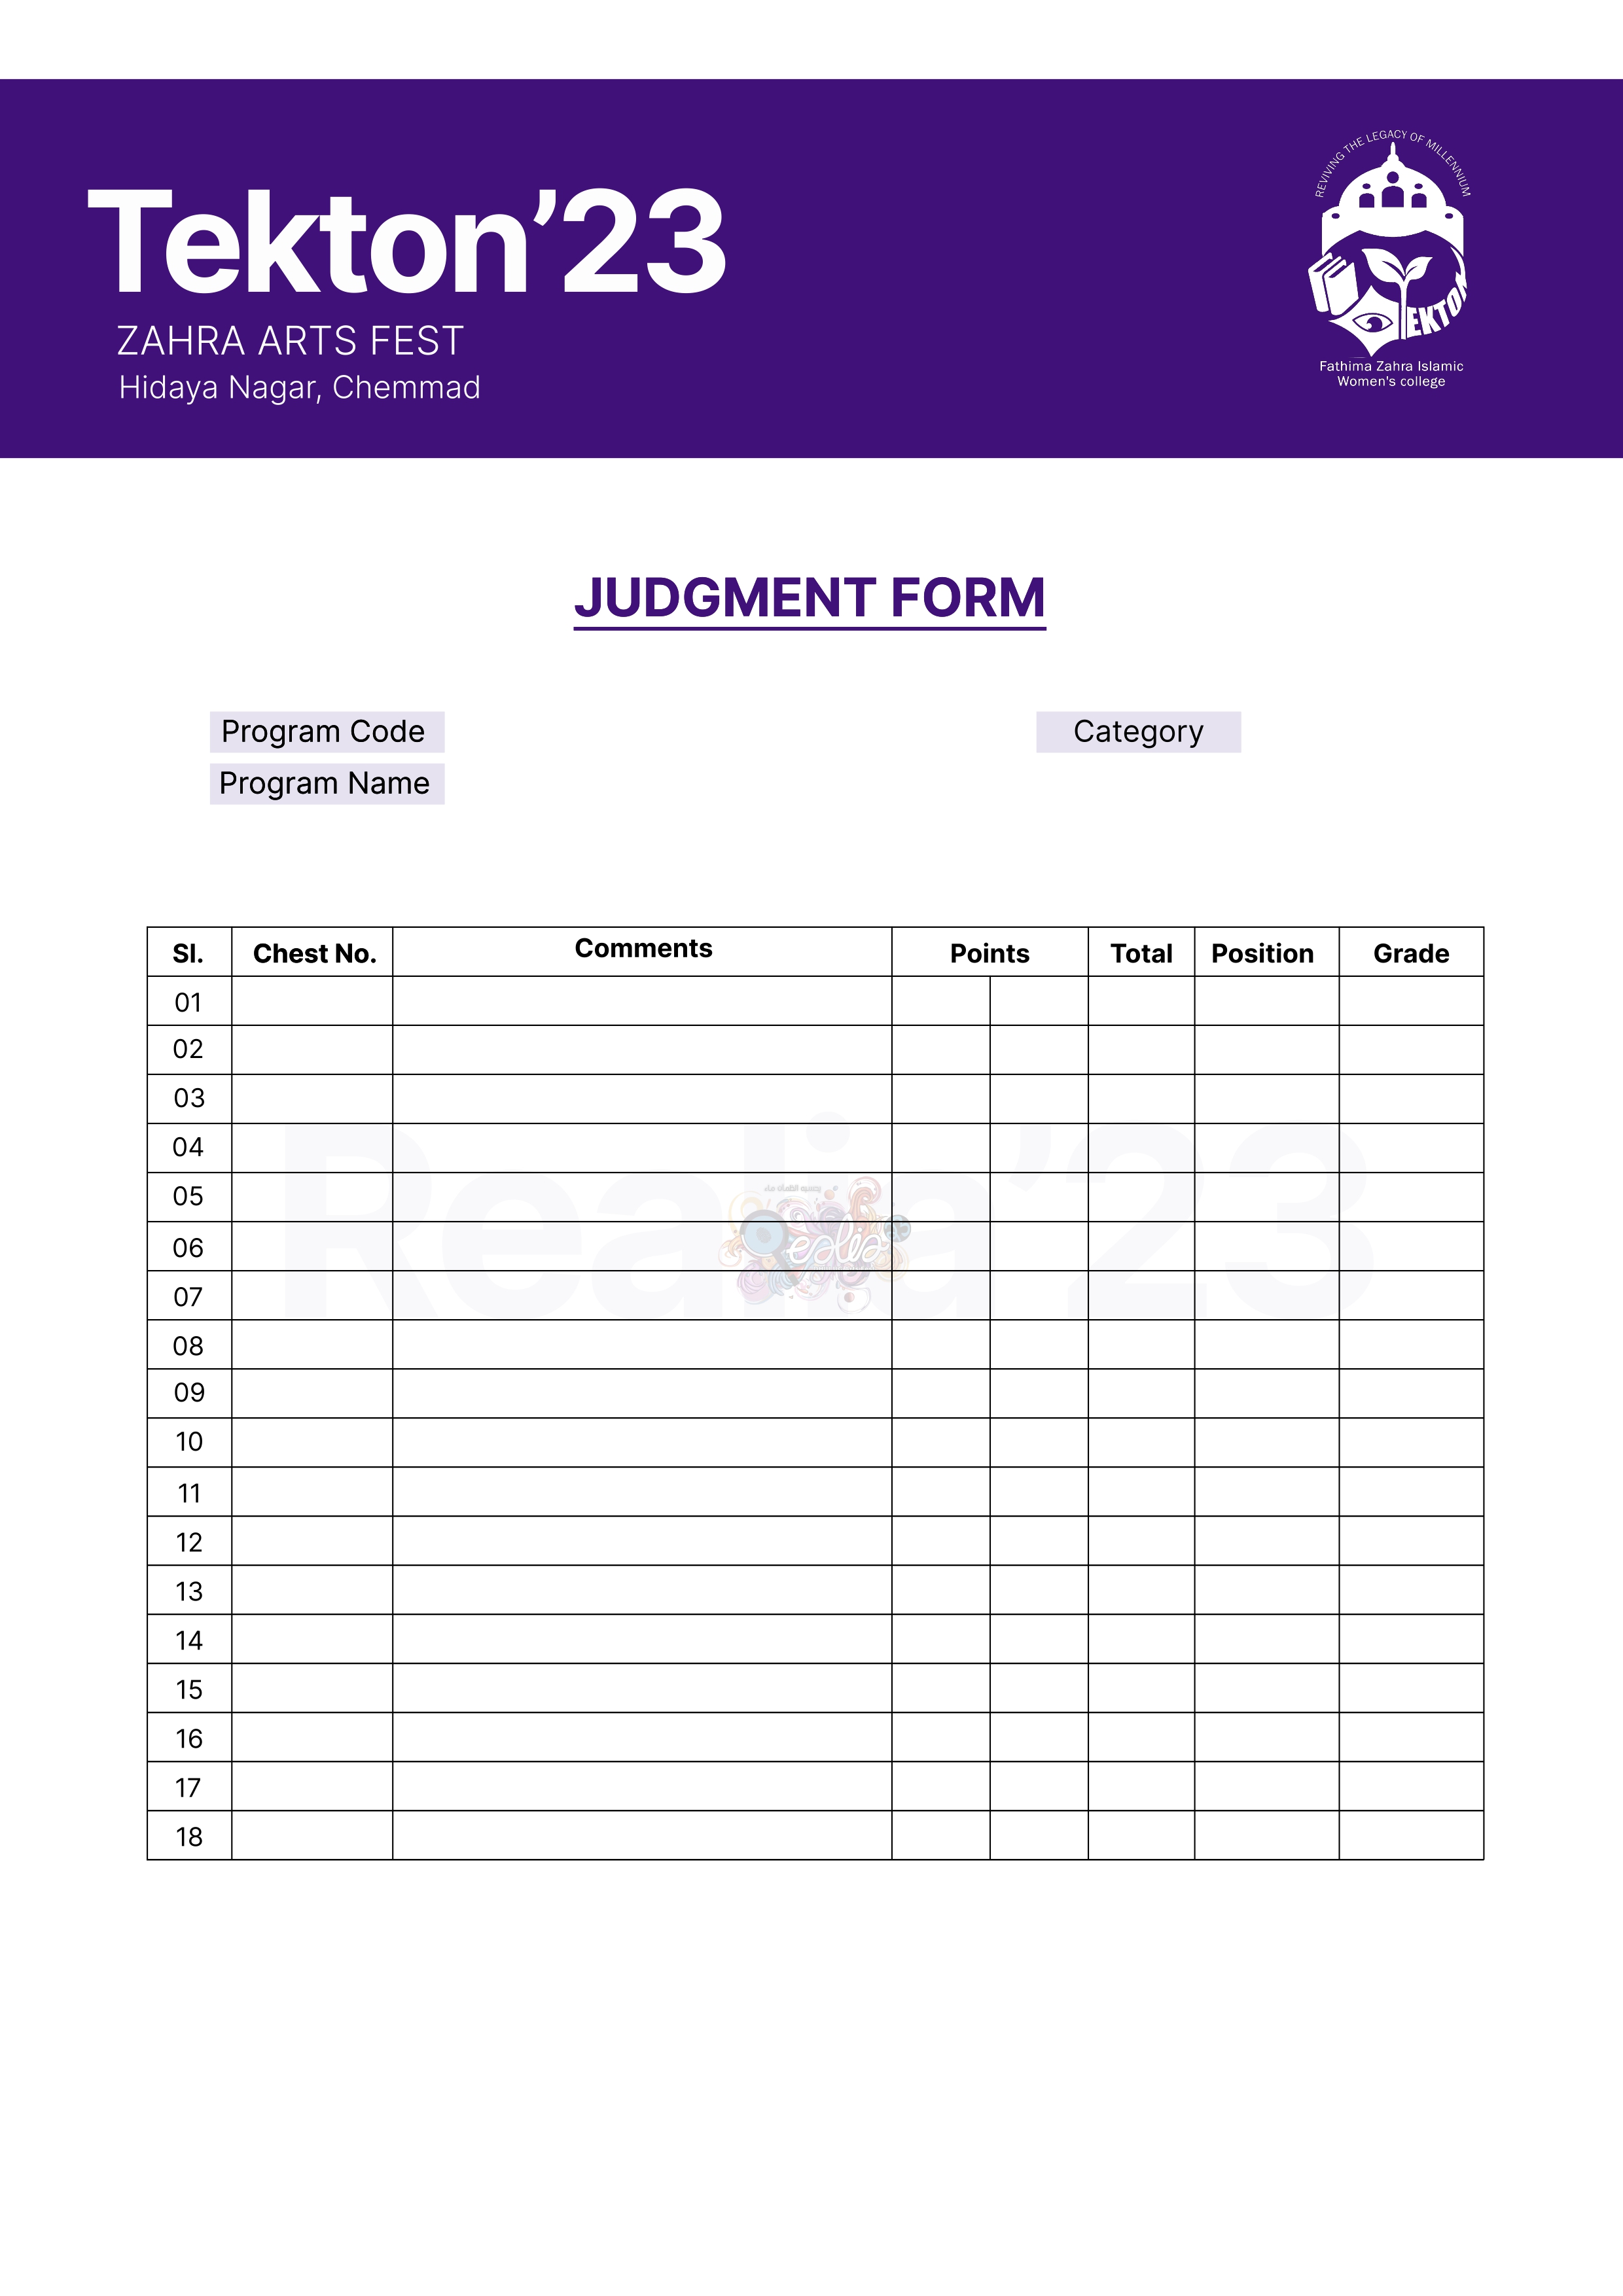 Tekton’23
ZAHRA ARTS FEST
Hidaya Nagar, Chemmad
REVIVING THE LEGACY OF MILLENNIUM
EKTON
Fathima Zahra Islamic
Women's college
JUDGMENT FORM
Program Code
Category
Program Name
Sl. Chest No. Comments Points Total Position Grade
01
02
03
04
05
06
07
08
09
10
11
12
13
14
15
16
17
18
Realia’23